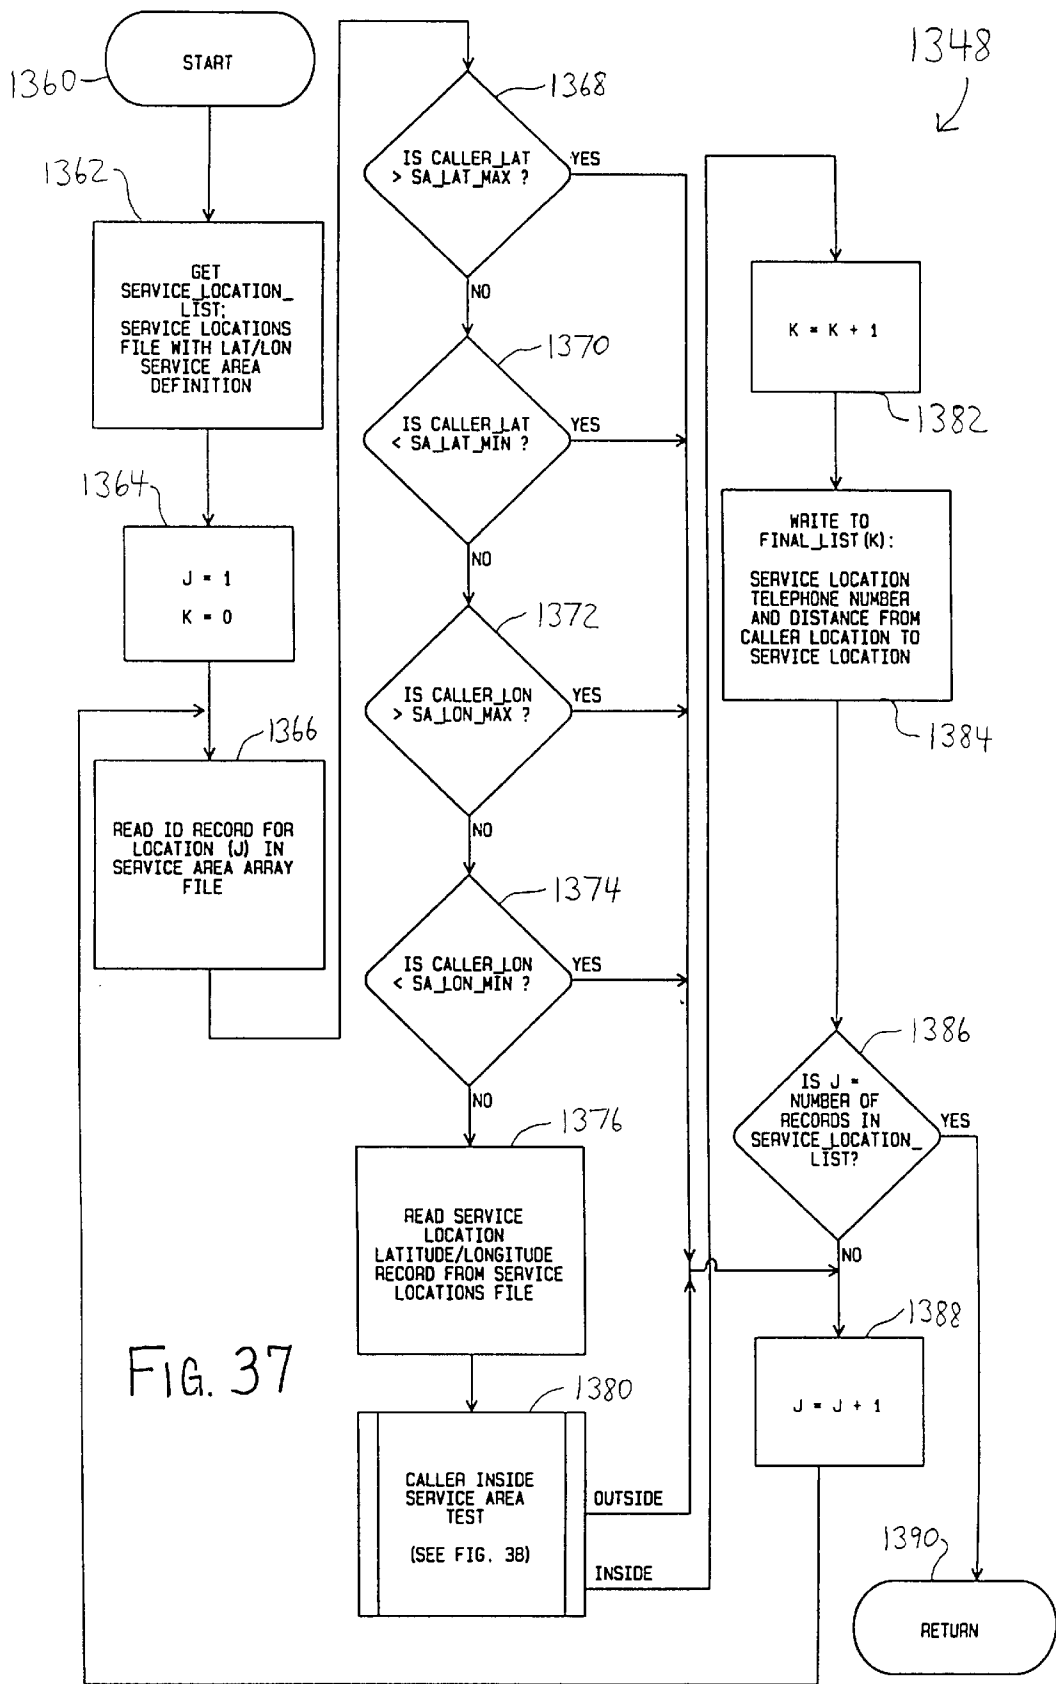 1348
1360
START
1362
GET
SERVICE_LOCATION_
LIST;
SERVICE LOCATIONS
FILE WITH LAT/LON
SERVICE AREA
DEFINITION
1364
J = 1
K = 0
1366
READ ID RECORD FOR
LOCATION (J) IN
SERVICE AREA ARRAY
FILE
1368
IS CALLER_LAT
> SA_LAT_MAX ?
YES
NO
1370
IS CALLER_LAT
< SA_LAT_MIN ?
YES
NO
1372
IS CALLER_LON
> SA_LON_MAX ?
YES
NO
1374
IS CALLER_LON
< SA_LON_MIN ?
YES
NO
1376
READ SERVICE
LOCATION
LATITUDE/LONGITUDE
RECORD FROM SERVICE
LOCATIONS FILE
1380
CALLER INSIDE
SERVICE AREA
TEST
(SEE FIG. 38)
OUTSIDE
INSIDE
K = K + 1
1382
WRITE TO
FINAL_LIST(K):
SERVICE LOCATION
TELEPHONE NUMBER
AND DISTANCE FROM
CALLER LOCATION TO
SERVICE LOCATION
1384
1386
IS J =
NUMBER OF
RECORDS IN
SERVICE_LOCATION_
LIST?
YES
NO
1388
J = J + 1
1390
RETURN
FIG. 37